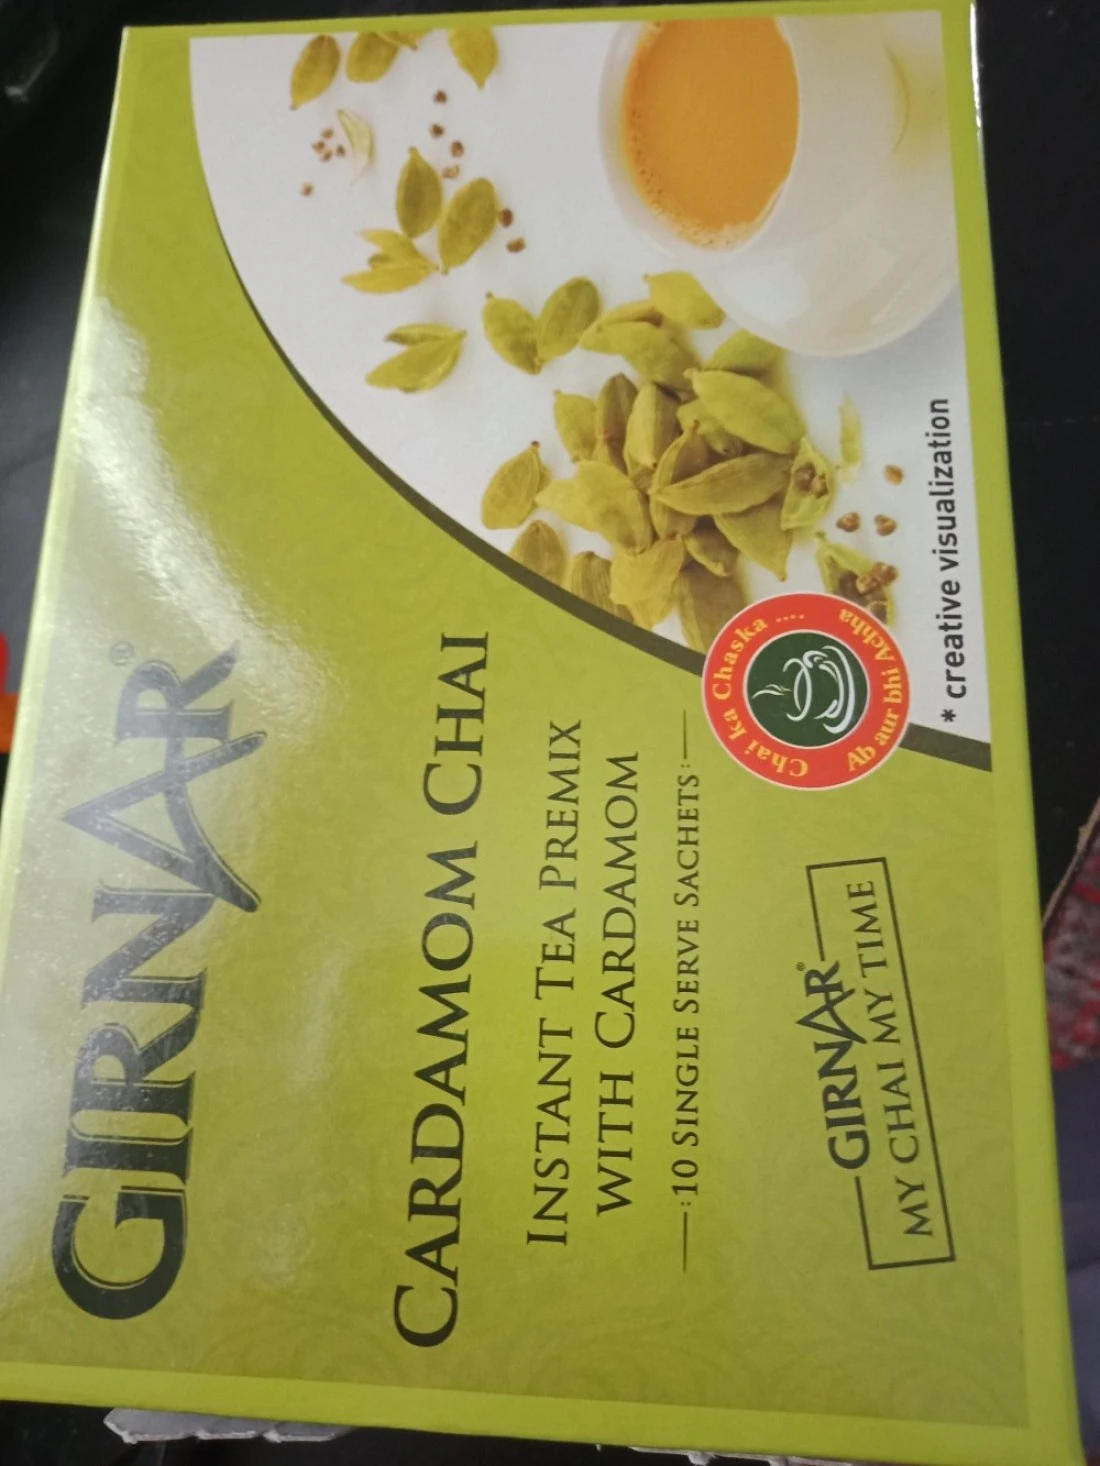 GIRNAR®
CARDAMOM CHAI
INSTANT TEA PREMIX
WITH CARDAMOM
10 SINGLE SERVE SACHETS
Chai ka Chaska ....
Ab aur bhi Achha
GIRNAR®
MY CHAI MY TIME
* creative visualization